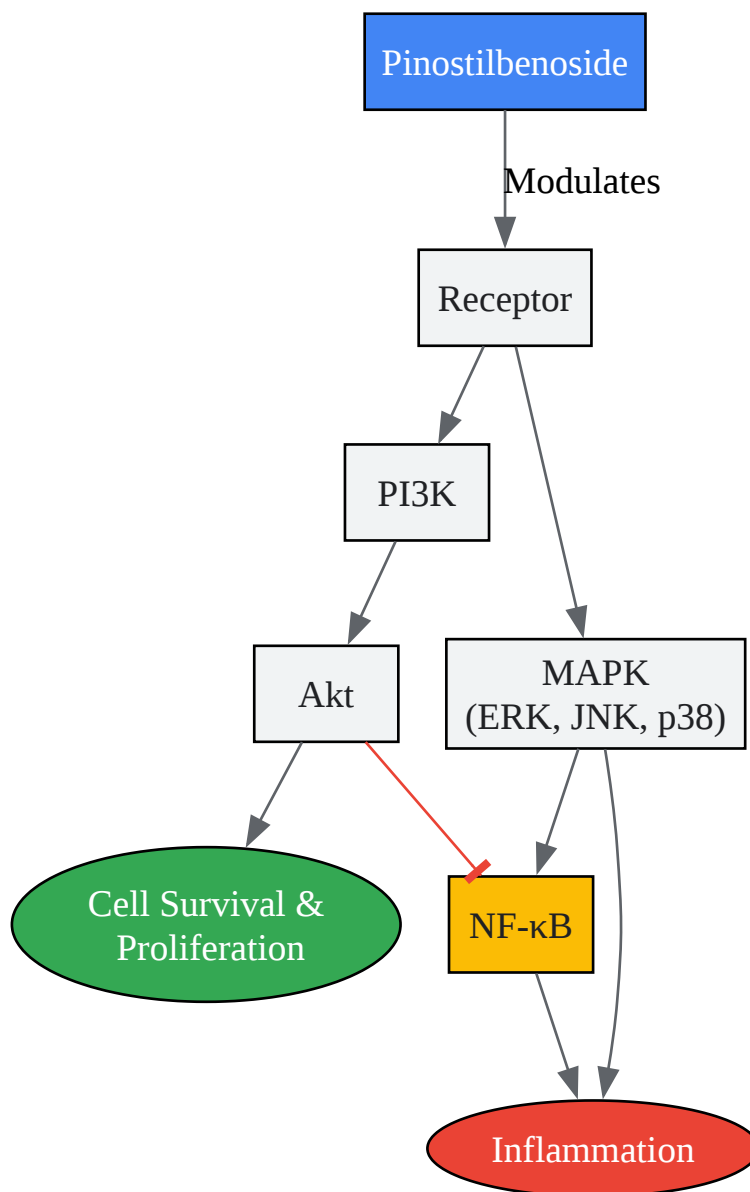 Pinostilbenoside
Modulates
Receptor
PI3K
Akt
MAPK
(ERK, JNK, p38)
Cell Survival &
Proliferation
NF-κB
Inflammation